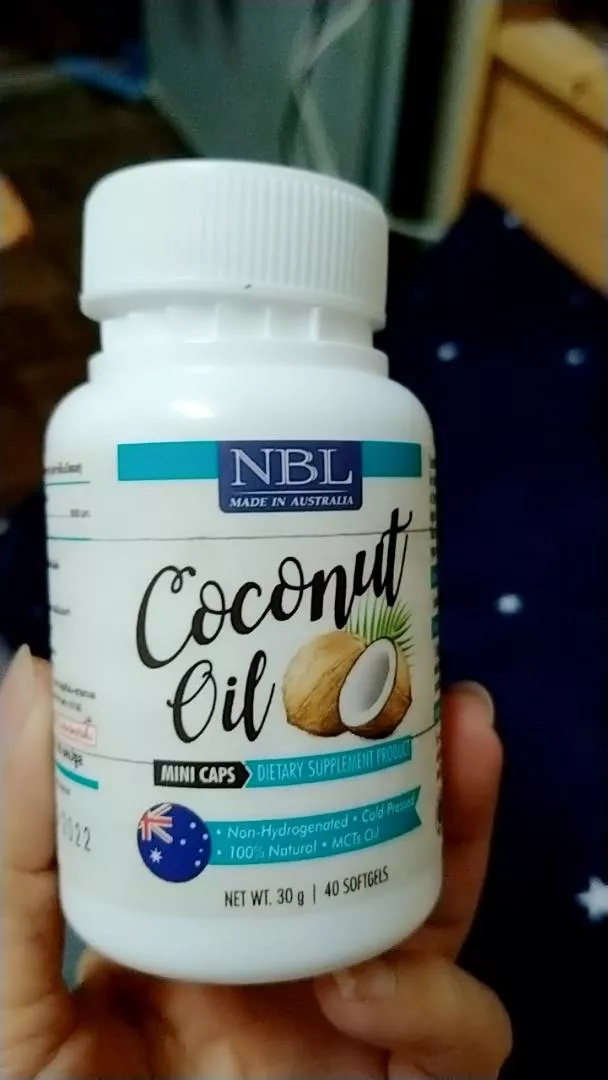 NBL
MADE IN AUSTRALIA
Coconut
Oil
MINI CAPS DIETARY SUPPLEMENT PRODUCT
• Non-Hydrogenated • Cold-Pressed
• 100% Natural • MCTs Oil
NET WT. 30 g | 40 SOFTGELS
2022